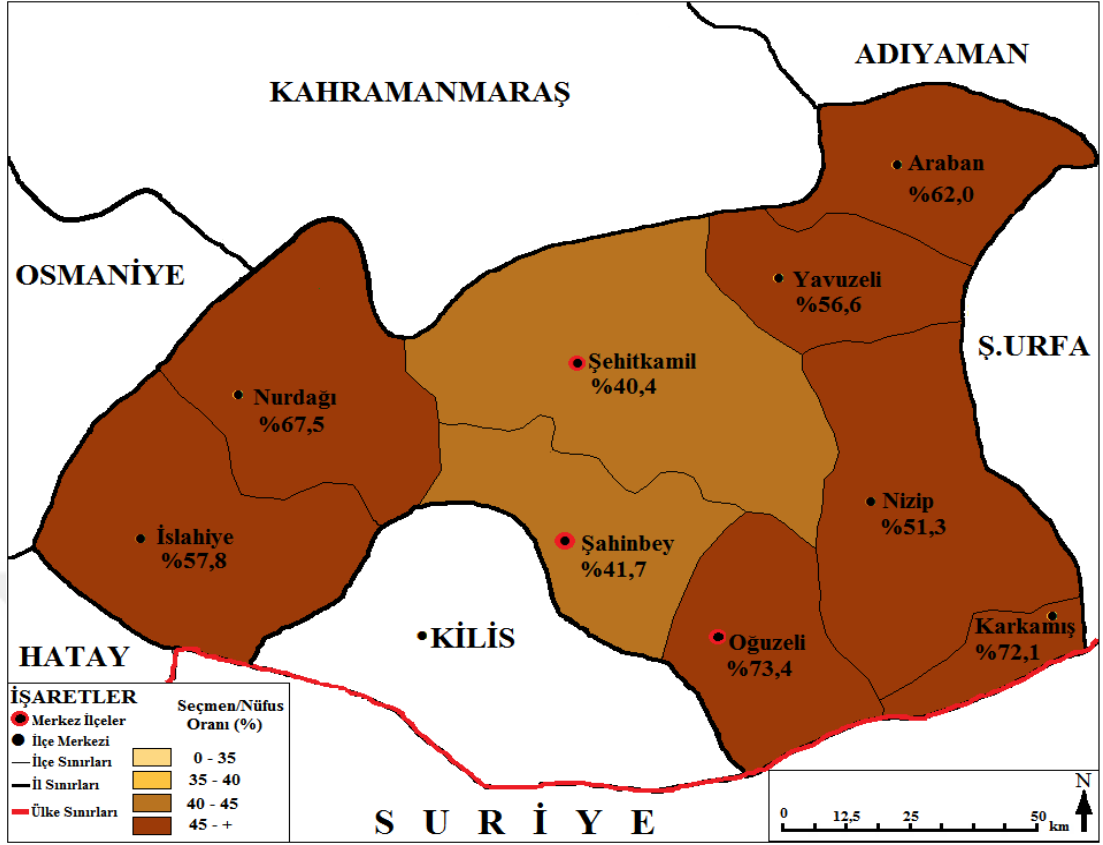 ADIYAMAN
KAHRAMANMARAŞ
Araban
%62,0
OSMANİYE
Yavuzeli
%56,6
Ş.URFA
Şehitkamil
%40,4
Nurdağı
%67,5
Nizip
%51,3
İslahiye
%57,8
Şahinbey
%41,7
Karkamış
%72,1
Oğuzeli
%73,4
KİLİS
HATAY
İŞARETLER
Merkez İlçeler
İlçe Merkezi
İlçe Sınırları
İl Sınırları
Ülke Sınırları
Seçmen/Nüfus
Oranı (%)
0 - 35
35 - 40
40 - 45
45 - +
SURİYE
N
0 12,5 25 50
km